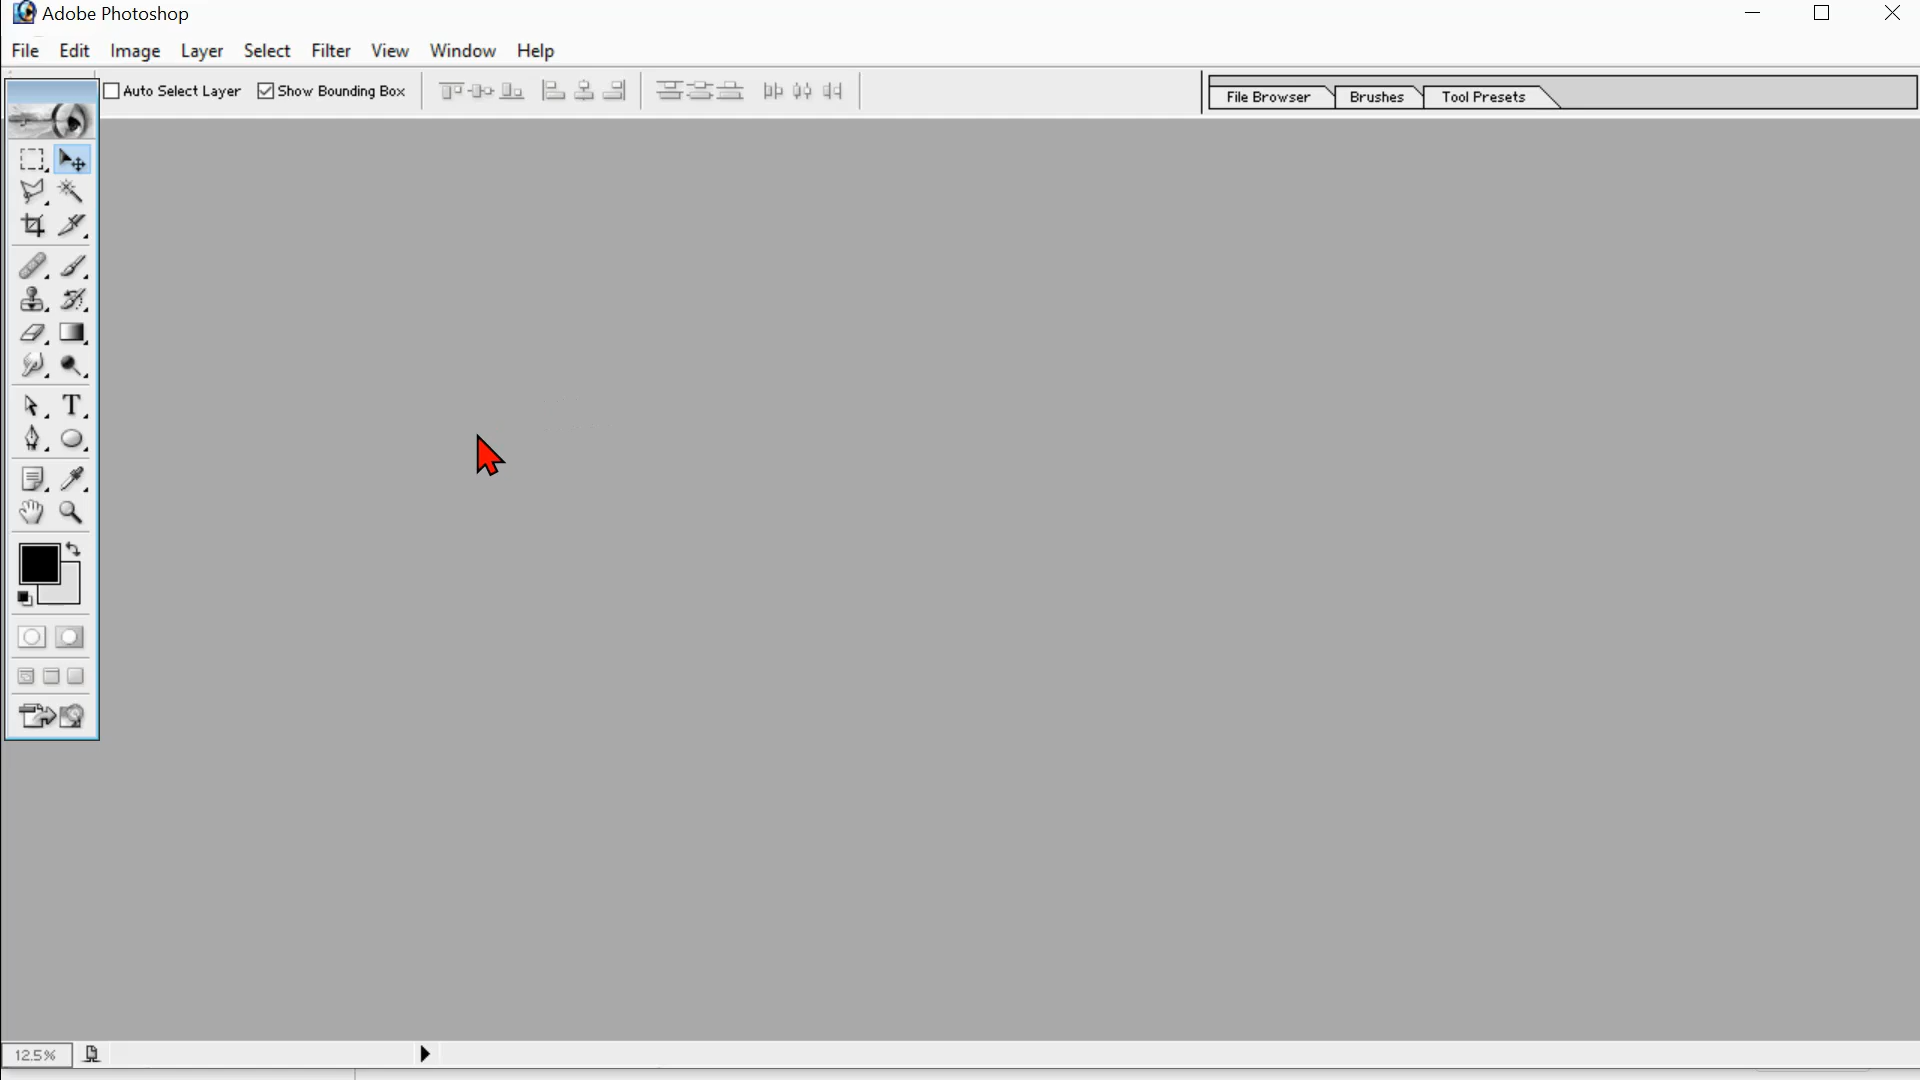 Adobe Photoshop
File Edit Image Layer Select Filter View Window Help
Auto Select Layer Show Bounding Box File Browser Brushes Tool Presets
T
12.5%